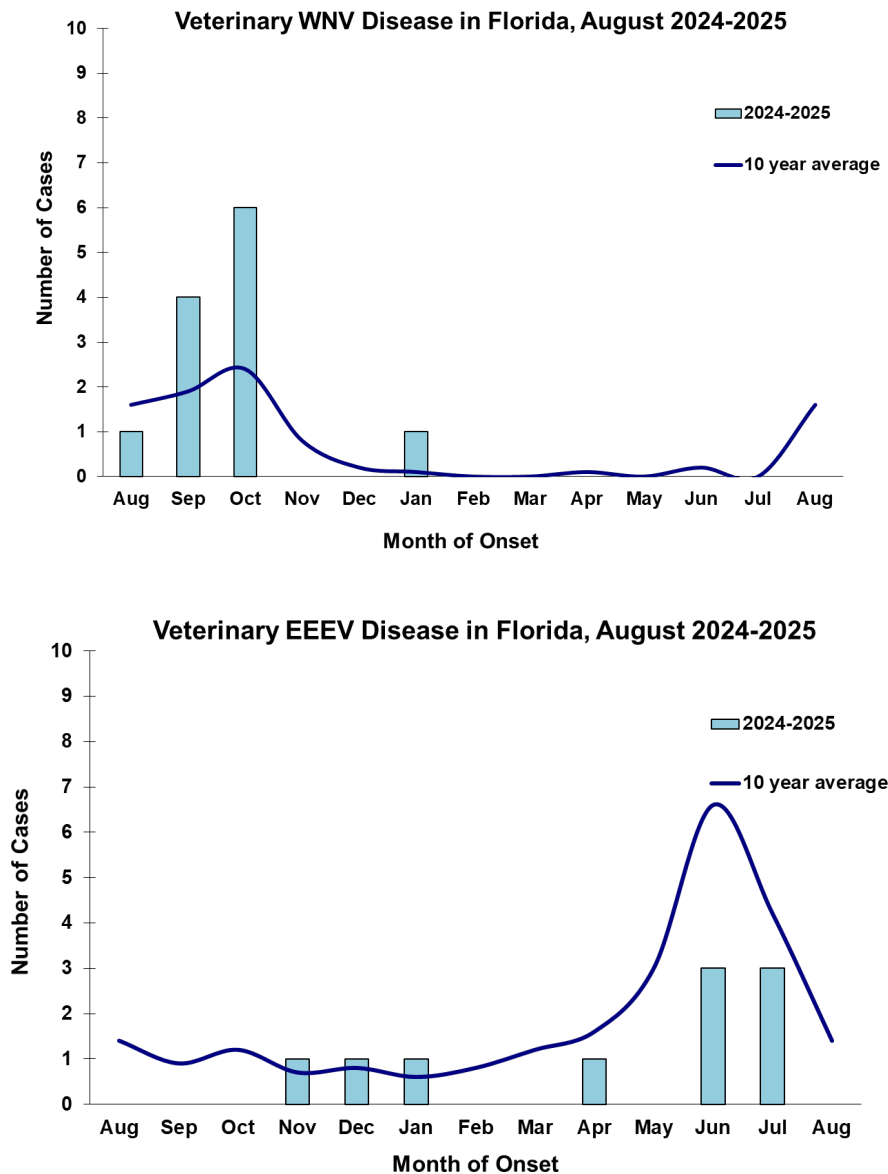 Veterinary WNV Disease in Florida, August 2024-2025
10
9
8
7
6
5
4
3
2
1
0
Number of Cases
2024-2025
10 year average
Aug Sep Oct Nov Dec Jan Feb Mar Apr May Jun Jul Aug
Month of Onset
Veterinary EEEV Disease in Florida, August 2024-2025
10
9
8
7
6
5
4
3
2
1
0
Number of Cases
2024-2025
10 year average
Aug Sep Oct Nov Dec Jan Feb Mar Apr May Jun Jul Aug
Month of Onset